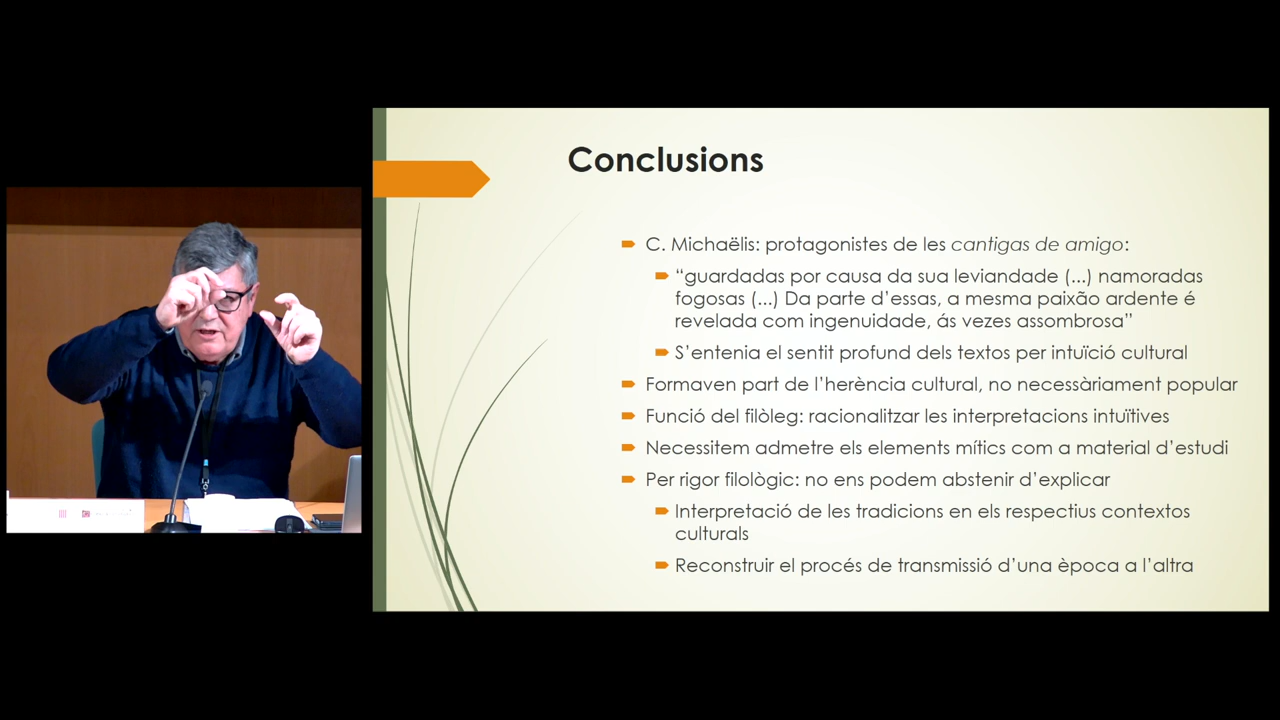 Conclusions
C. Michaëlis: protagonistes de les cantigas de amigo:
“guardadas por causa da sua leviandade (...) namoradas
fogosas (...) Da parte d’essas, a mesma paixão ardente é
revelada com ingenuidade, ás vezes assombrosa”
S’entenia el sentit profund dels textos per intuïció cultural
Formaven part de l’herència cultural, no necessàriament popular
Funció del filòleg: racionalitzar les interpretacions intuïtives
Necessitem admetre els elements mítics com a material d’estudi
Per rigor filològic: no ens podem abstenir d’explicar
Interpretació de les tradicions en els respectius contextos
culturals
Reconstruir el procés de transmissió d’una època a l’altra